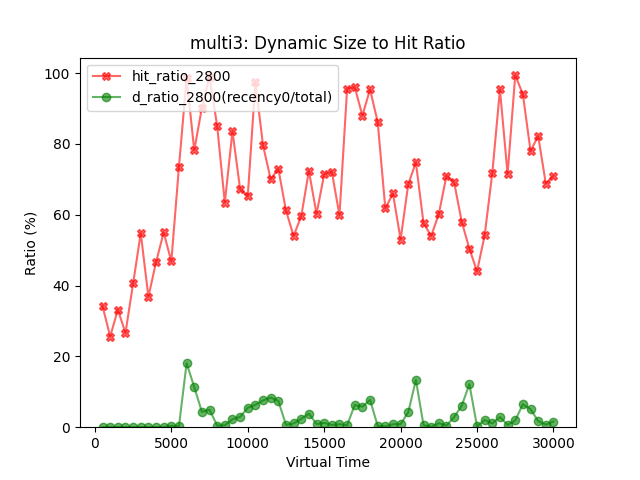 multi3: Dynamic Size to Hit Ratio
hit_ratio_2800
d_ratio_2800(recency0/total)
Ratio (%)
100
80
60
40
20
0
0 5000 10000 15000 20000 25000 30000
Virtual Time